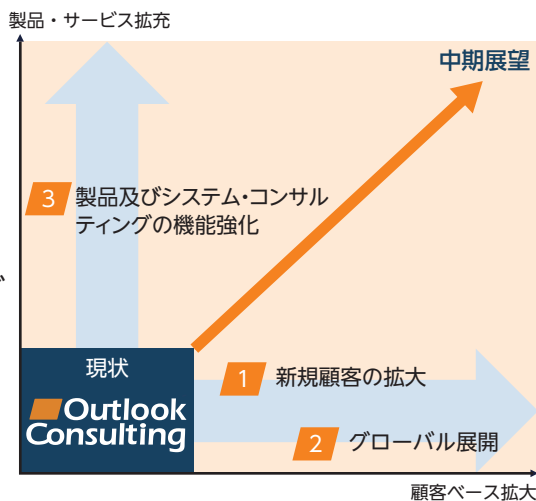 製品・サービス拡充
中期展望
3 製品及びシステム・コンサル
ティングの機能強化
現状
Outlook
Consulting
1 新規顧客の拡大
2 グローバル展開
顧客ベース拡大